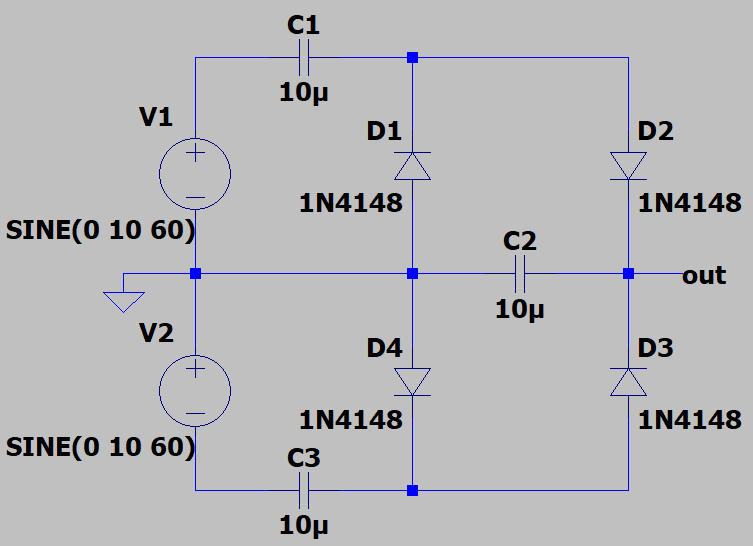 C1
10µ
V1
D1
D2
1N4148
1N4148
SINE(0 10 60)
C2
out
10µ
V2
D4
D3
SINE(0 10 60)
1N4148
1N4148
C3
10µ